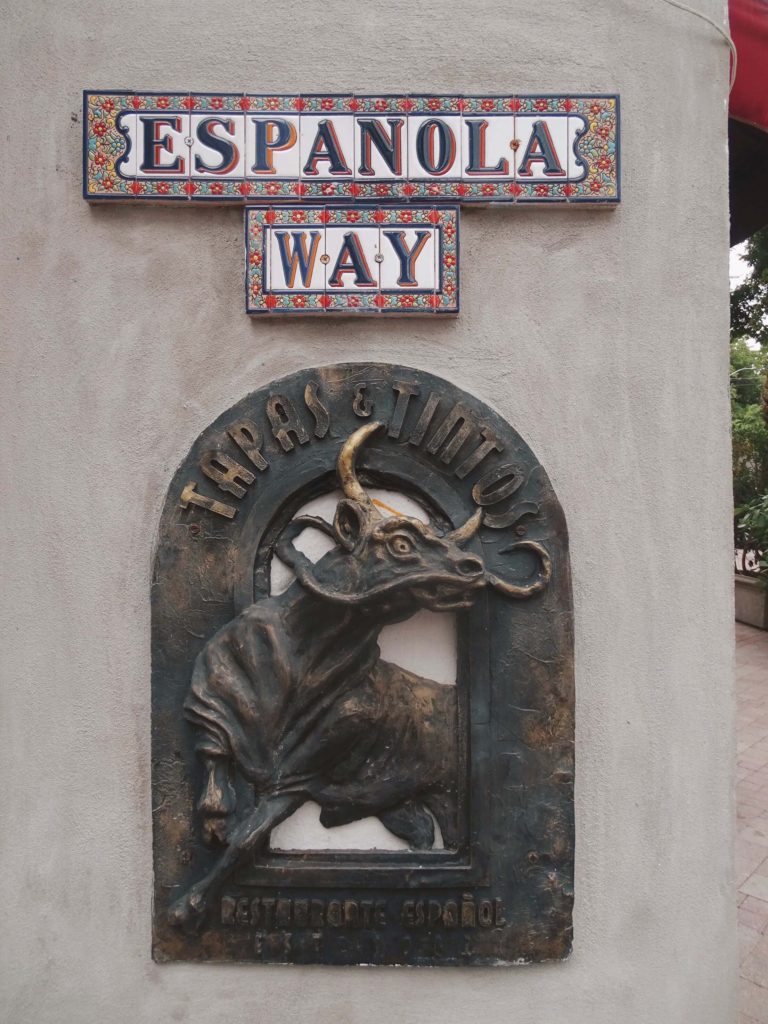 ESPANOLA
WAY
TAPAS & TINTOS
RESTAURANTE ESPAÑOL